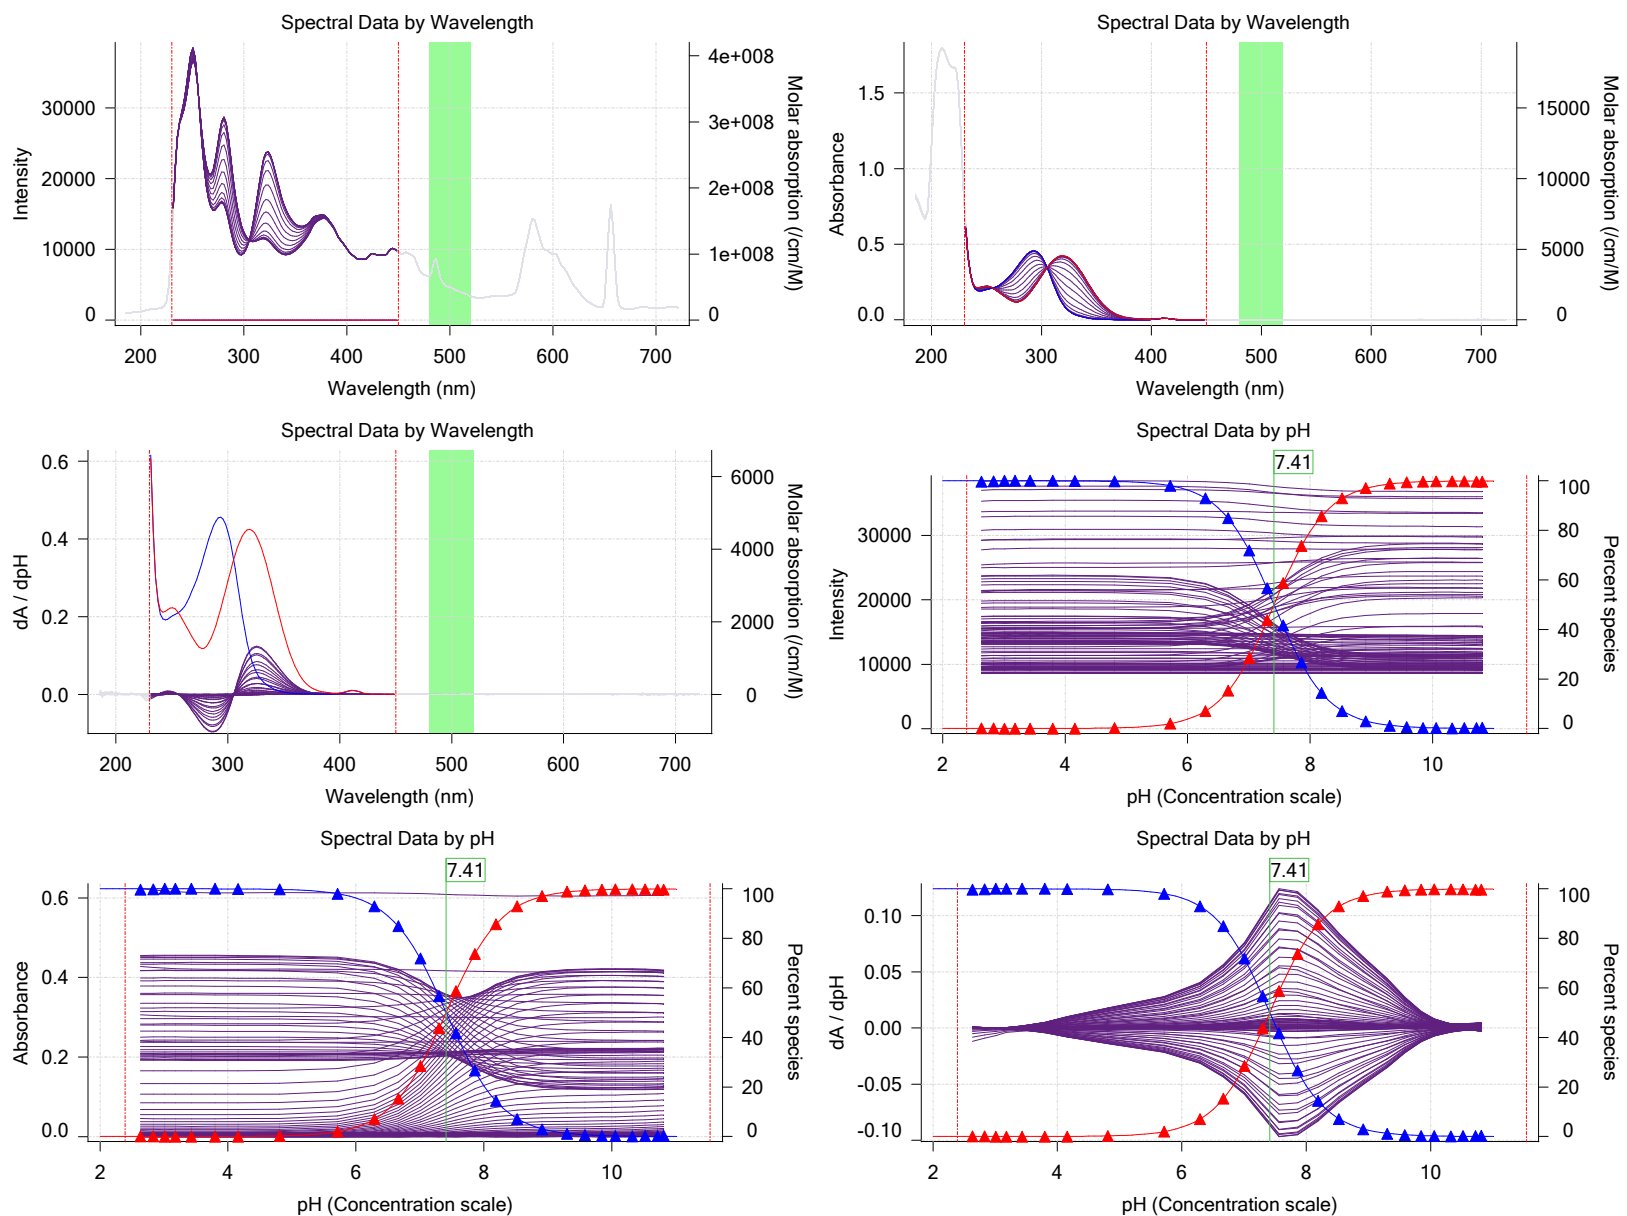 Spectral Data by Wavelength
Intensity
30000
20000
10000
0
4e+008
3e+008
2e+008
1e+008
0
Molar absorption (/cm/M)
200 300 400 500 600 700
Wavelength (nm)
Spectral Data by Wavelength
Absorbance
1.5
1.0
0.5
0.0
15000
10000
5000
0
Molar absorption (/cm/M)
200 300 400 500 600 700
Wavelength (nm)
Spectral Data by Wavelength
dA / dpH
0.6
0.4
0.2
0.0
6000
4000
2000
0
Molar absorption (/cm/M)
200 300 400 500 600 700
Wavelength (nm)
Spectral Data by pH
7.41
Intensity
30000
20000
10000
0
100
80
60
40
20
0
Percent species
2 4 6 8 10
pH (Concentration scale)
Spectral Data by pH
7.41
Absorbance
0.6
0.4
0.2
0.0
100
80
60
40
20
0
Percent species
2 4 6 8 10
pH (Concentration scale)
Spectral Data by pH
7.41
dA / dpH
0.10
0.05
0.00
-0.05
-0.10
100
80
60
40
20
0
Percent species
2 4 6 8 10
pH (Concentration scale)